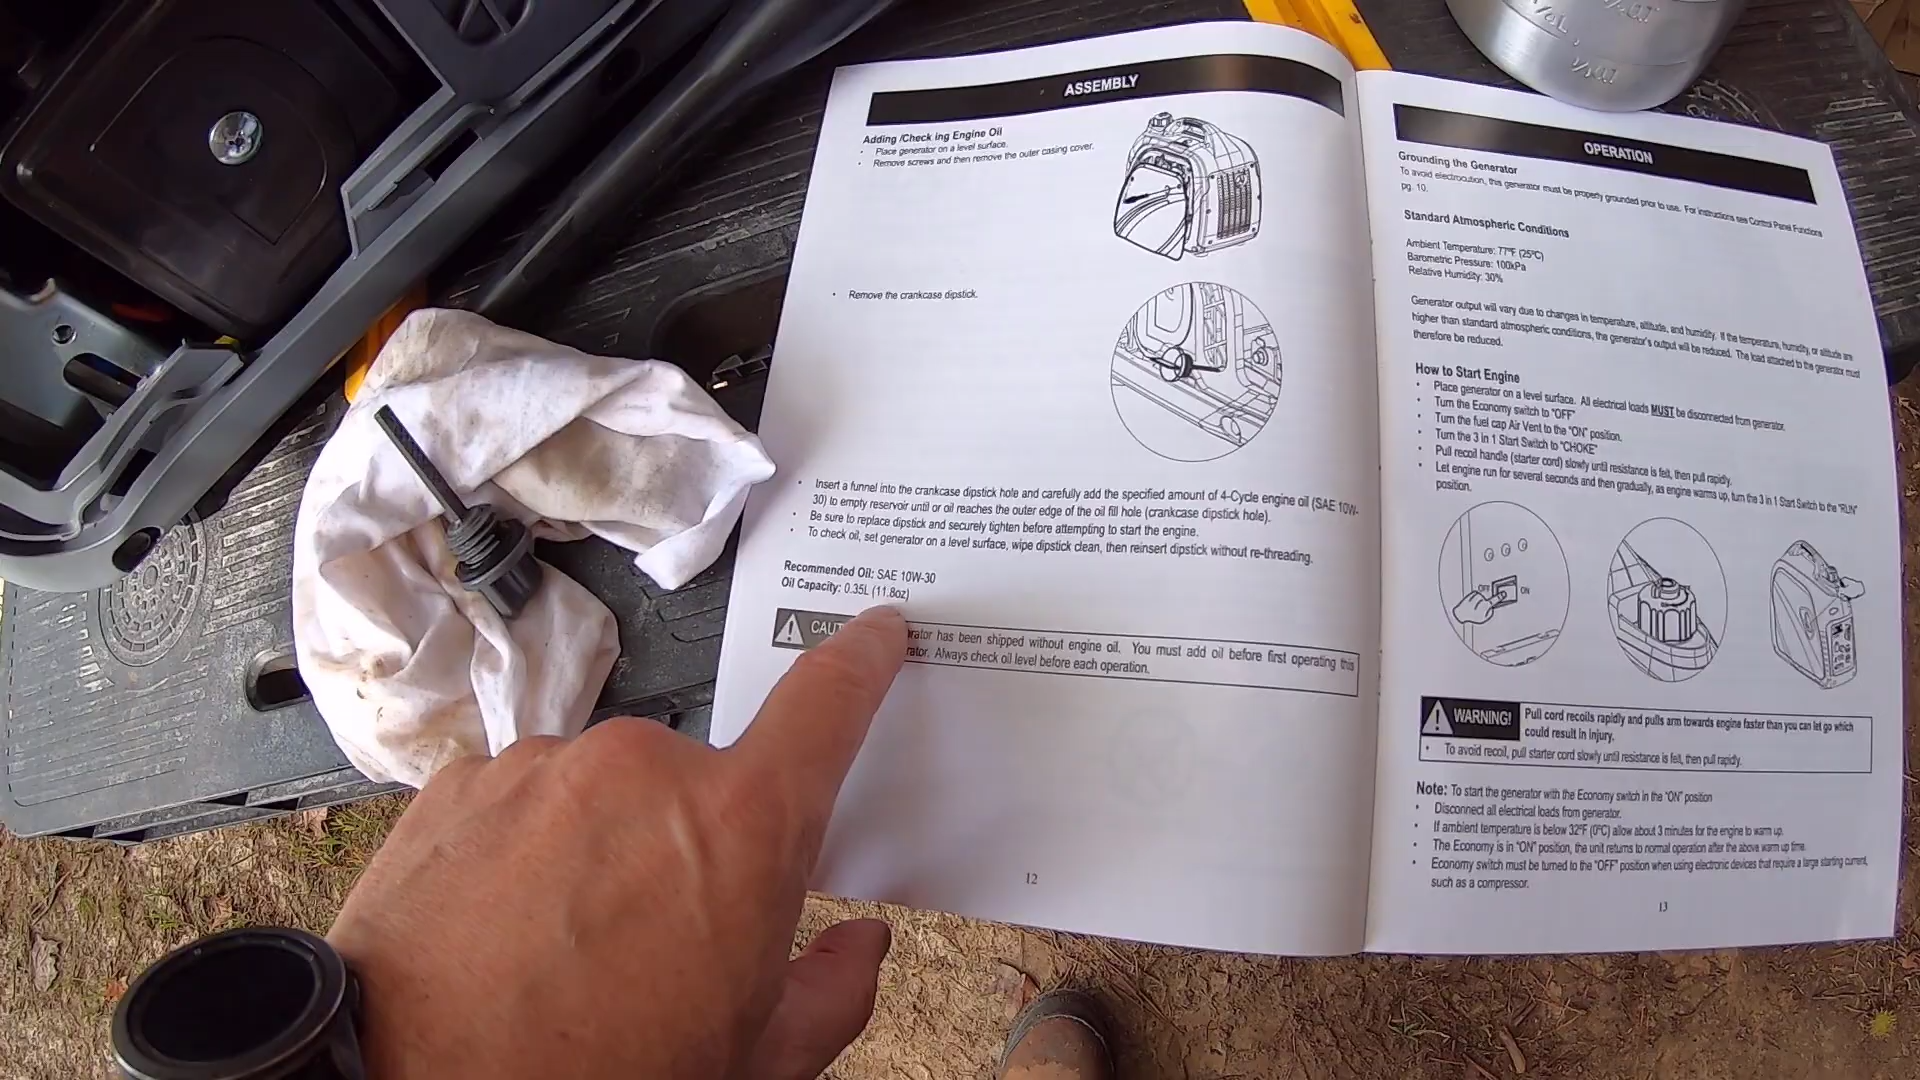 ASSEMBLY
Adding /Check ing Engine Oil
• Place generator on a level surface.
• Remove screws and then remove the outer casing cover.
• Remove the crankcase dipstick.
• Insert a funnel into the crankcase dipstick hole and carefully add the specified amount of 4-Cycle engine oil (SAE 10W-
30) to empty reservoir until or oil reaches the outer edge of the oil fill hole (crankcase dipstick hole).
• Be sure to replace dipstick and securely tighten before attempting to start the engine.
• To check oil, set generator on a level surface, wipe dipstick clean, then reinsert dipstick without re-threading.
Recommended Oil: SAE 10W-30
Oil Capacity: 0.35L (11.8oz)
has been shipped without engine oil. You must add oil before first operating this
Always check oil level before each operation.
12
OPERATION
Grounding the Generator
To avoid electrocution, this generator must be properly grounded prior to use. For instructions see Control Panel Functions
pg. 10.
Standard Atmospheric Conditions
Ambient Temperature: 77ºF (25ºC)
Barometric Pressure: 100kPa
Relative Humidity: 30%
Generator output will vary due to changes in temperature, altitude, and humidity. If the temperature, humidity, or altitude are
higher than standard atmospheric conditions, the generator's output will be reduced. The load attached to the generator must
therefore be reduced.
How to Start Engine
• Place generator on a level surface. All electrical loads MUST be disconnected from generator.
• Turn the Economy switch to "OFF"
• Turn the fuel cap Air Vent to the "ON" position.
• Turn the 3 in 1 Start Switch to "CHOKE"
• Pull recoil handle (starter cord) slowly until resistance is felt, then pull rapidly.
• Let engine run for several seconds and then gradually, as engine warms up, turn the 3 in 1 Start Switch to the "RUN"
position.
OFF ON
WARNING! Pull cord recoils rapidly and pulls arm towards engine faster than you can let go which
could result in injury.
• To avoid recoil, pull starter cord slowly until resistance is felt, then pull rapidly.
Note: To start the generator with the Economy switch in the "ON" position
• Disconnect all electrical loads from generator.
• If ambient temperature is below 32ºF (0ºC) allow about 3 minutes for the engine to warm up.
• The Economy is in "ON" position, the unit returns to normal operation after the above warm up time.
• Economy switch must be turned to the "OFF" position when using electronic devices that require a large starting current,
such as a compressor.
13